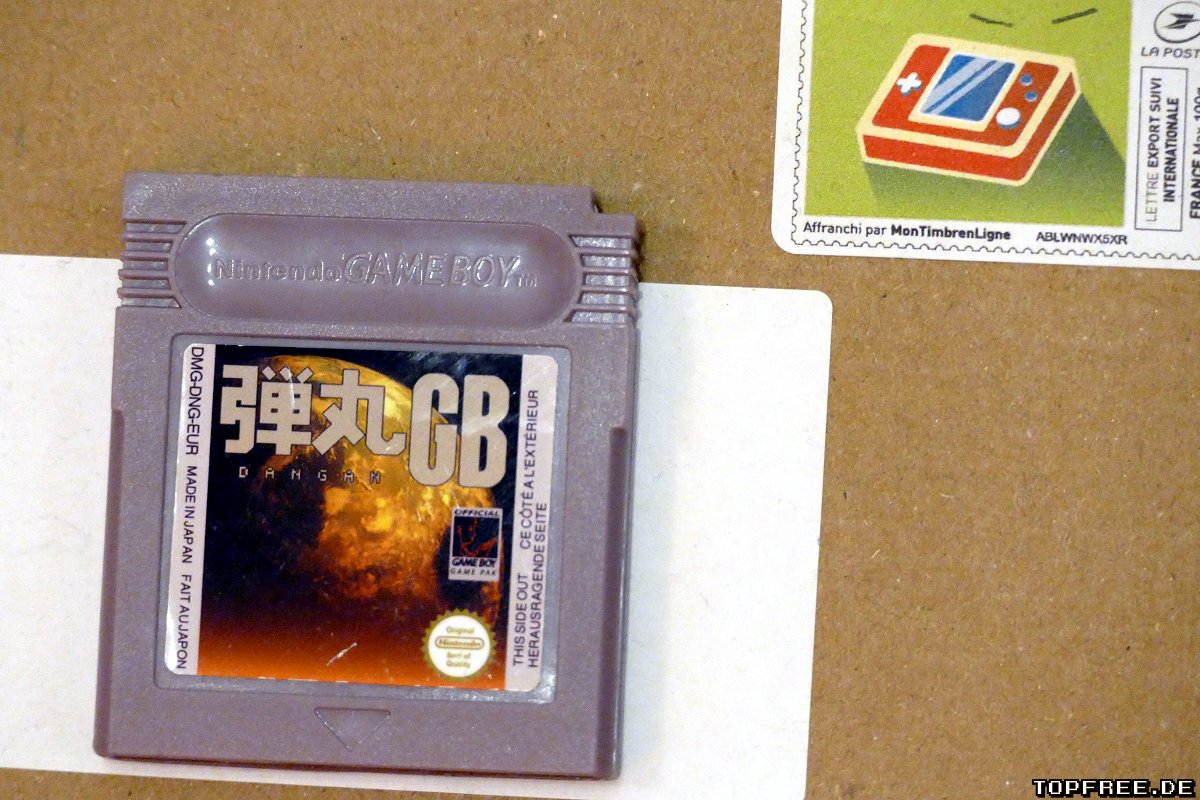 LA POST
LETTRE EXPORT SUIVI
INTERNATIONALE
FRANCE
Affranchi par MonTimbrenLigne
ABLWNWX5XR
Nintendo GAME BOY TM
DMG-DNG-EUR MADE IN JAPAN FAIT AU JAPON
弾丸GB
DANGAN
OFFICIAL
GAME BOY
GAME PAK
Original
Nintendo
Seal of
Quality
THIS SIDE OUT CE CÔTÉ A L'EXTÉRIEUR
HERAUSRAGENDE SEITE
TOPFREE.DE